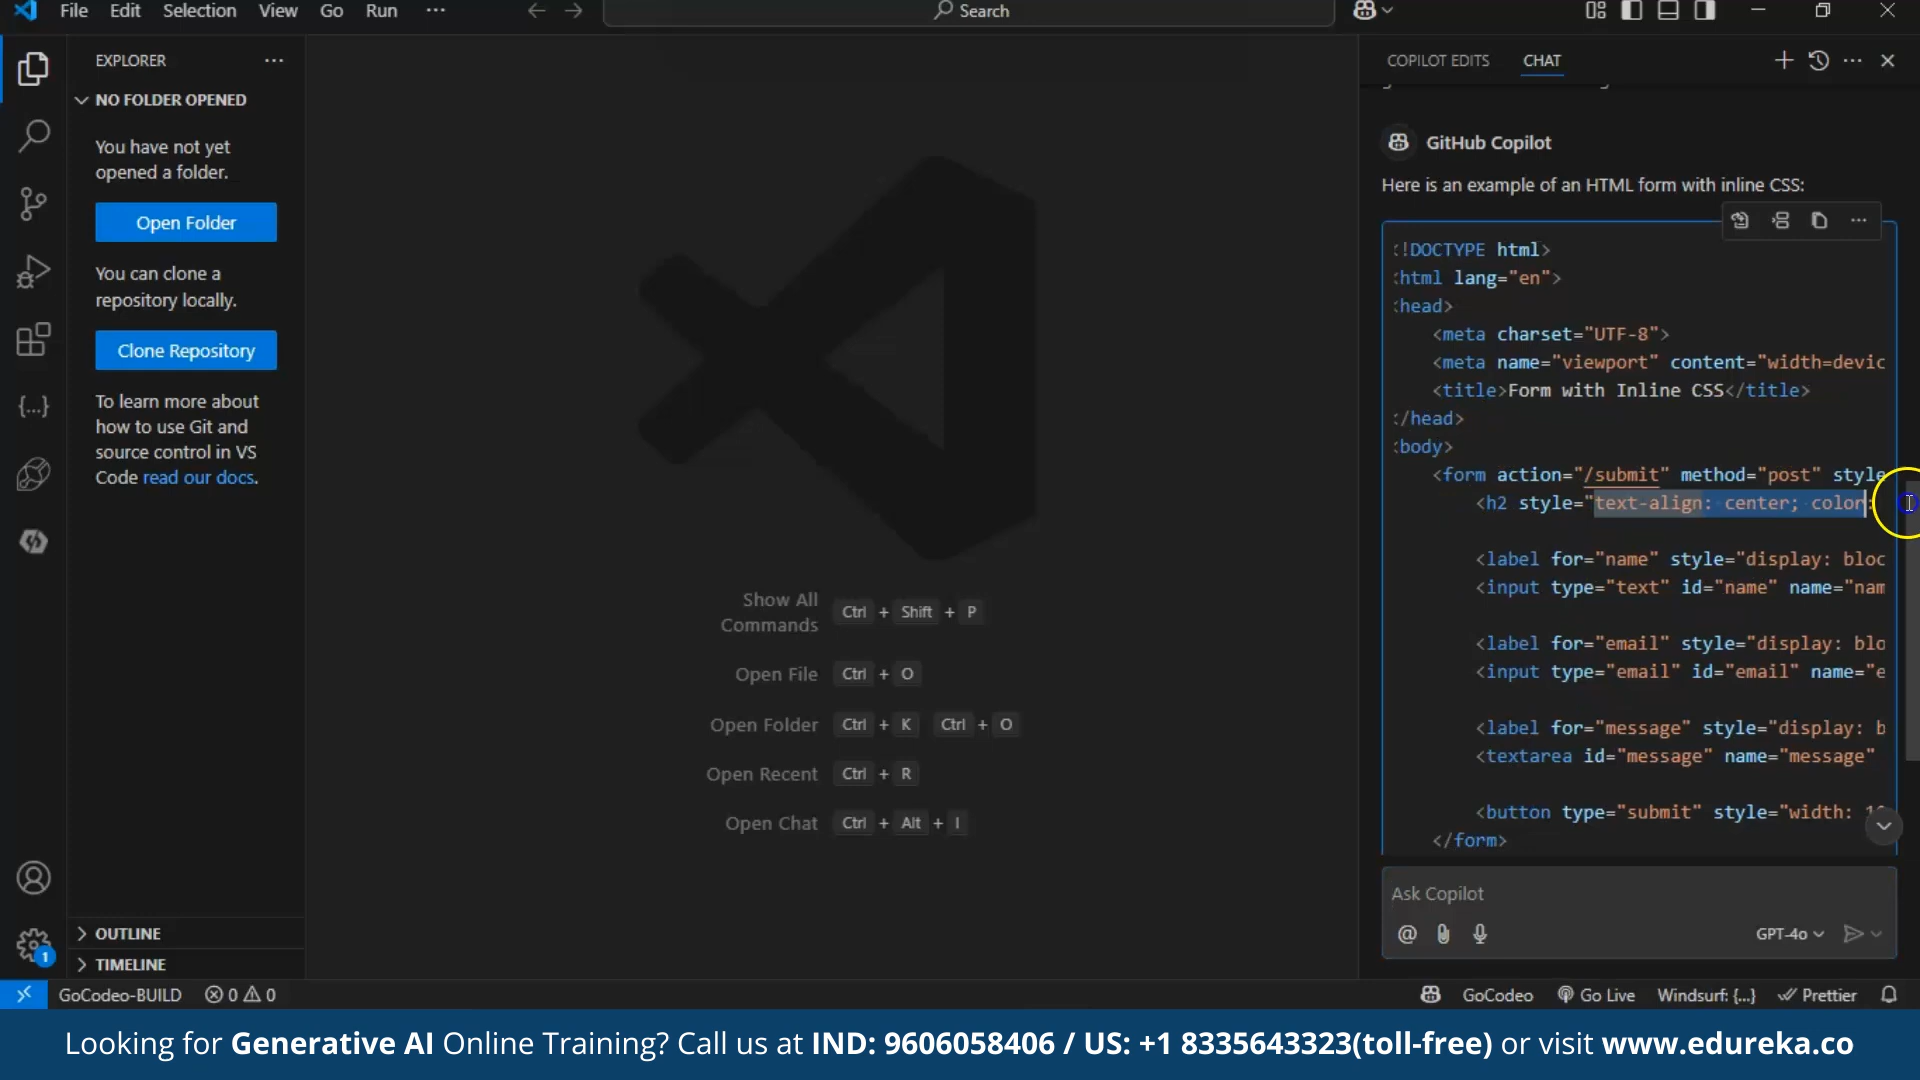 File Edit Selection View Go Run ··· Search
EXPLORER ···
NO FOLDER OPENED
You have not yet
opened a folder.
Open Folder
You can clone a
repository locally.
Clone Repository
To learn more about
how to use Git and
source control in VS
Code read our docs.
OUTLINE
TIMELINE
Show All
Commands Ctrl + Shift + P
Open File Ctrl + O
Open Folder Ctrl + K Ctrl + O
Open Recent Ctrl + R
Open Chat Ctrl + Alt + I
COPILOT EDITS CHAT
GitHub Copilot
Here is an example of an HTML form with inline CSS:
<!DOCTYPE html>
<html lang="en">
<head>
<meta charset="UTF-8">
<meta name="viewport" content="width=devic
<title>Form with Inline CSS</title>
</head>
<body>
<form action="/submit" method="post" style
<h2 style="text-align: center; color:
<label for="name" style="display: bloc
<input type="text" id="name" name="nam
<label for="email" style="display: blo
<input type="email" id="email" name="e
<label for="message" style="display: b
<textarea id="message" name="message"
<button type="submit" style="width: 1
</form>
Ask Copilot
GPT-4o
1
GoCodeo-BUILD 0 0 GoCodeo Go Live Windsurf: {...} Prettier
Looking for Generative AI Online Training? Call us at IND: 9606058406 / US: +1 8335643323(toll-free) or visit www.edureka.co